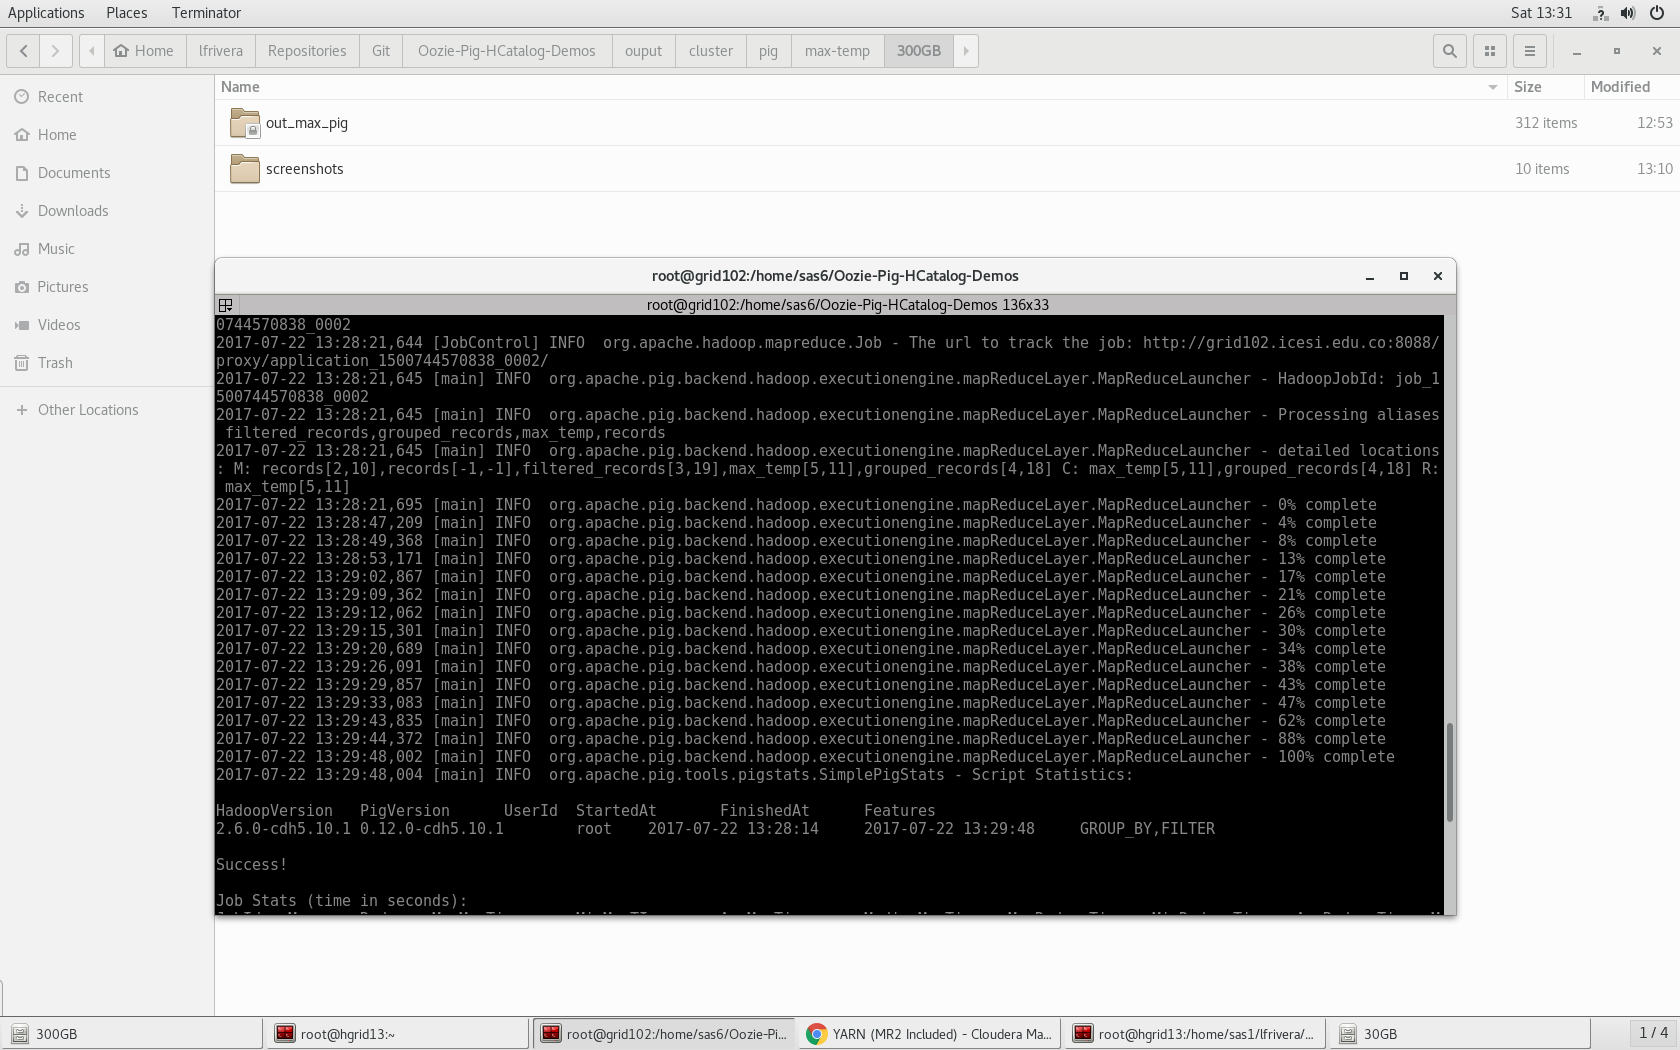 Applications Places Terminator Sat 13:31
Home lfrivera Repositories Git Oozie-Pig-HCatalog-Demos ouput cluster pig max-temp 300GB
Recent
Home
Documents
Downloads
Music
Pictures
Videos
Trash
Other Locations
Name Size Modified
out_max_pig 312 items 12:53
screenshots 10 items 13:10
root@grid102:/home/sas6/Oozie-Pig-HCatalog-Demos
root@grid102:/home/sas6/Oozie-Pig-HCatalog-Demos 136x33
0744570838_0002
2017-07-22 13:28:21,644 [JobControl] INFO  org.apache.hadoop.mapreduce.Job - The url to track the job: http://grid102.icesi.edu.co:8088/
proxy/application_1500744570838_0002/
2017-07-22 13:28:21,645 [main] INFO  org.apache.pig.backend.hadoop.executionengine.mapReduceLayer.MapReduceLauncher - HadoopJobId: job_1
500744570838_0002
2017-07-22 13:28:21,645 [main] INFO  org.apache.pig.backend.hadoop.executionengine.mapReduceLayer.MapReduceLauncher - Processing aliases
filtered_records,grouped_records,max_temp,records
2017-07-22 13:28:21,645 [main] INFO  org.apache.pig.backend.hadoop.executionengine.mapReduceLayer.MapReduceLauncher - detailed locations
: M: records[2,10],records[-1,-1],filtered_records[3,19],max_temp[5,11],grouped_records[4,18] C: max_temp[5,11],grouped_records[4,18] R:
max_temp[5,11]
2017-07-22 13:28:21,695 [main] INFO  org.apache.pig.backend.hadoop.executionengine.mapReduceLayer.MapReduceLauncher - 0% complete
2017-07-22 13:28:47,209 [main] INFO  org.apache.pig.backend.hadoop.executionengine.mapReduceLayer.MapReduceLauncher - 4% complete
2017-07-22 13:28:49,368 [main] INFO  org.apache.pig.backend.hadoop.executionengine.mapReduceLayer.MapReduceLauncher - 8% complete
2017-07-22 13:28:53,171 [main] INFO  org.apache.pig.backend.hadoop.executionengine.mapReduceLayer.MapReduceLauncher - 13% complete
2017-07-22 13:29:02,867 [main] INFO  org.apache.pig.backend.hadoop.executionengine.mapReduceLayer.MapReduceLauncher - 17% complete
2017-07-22 13:29:09,362 [main] INFO  org.apache.pig.backend.hadoop.executionengine.mapReduceLayer.MapReduceLauncher - 21% complete
2017-07-22 13:29:12,062 [main] INFO  org.apache.pig.backend.hadoop.executionengine.mapReduceLayer.MapReduceLauncher - 26% complete
2017-07-22 13:29:15,301 [main] INFO  org.apache.pig.backend.hadoop.executionengine.mapReduceLayer.MapReduceLauncher - 30% complete
2017-07-22 13:29:20,689 [main] INFO  org.apache.pig.backend.hadoop.executionengine.mapReduceLayer.MapReduceLauncher - 34% complete
2017-07-22 13:29:26,091 [main] INFO  org.apache.pig.backend.hadoop.executionengine.mapReduceLayer.MapReduceLauncher - 38% complete
2017-07-22 13:29:29,857 [main] INFO  org.apache.pig.backend.hadoop.executionengine.mapReduceLayer.MapReduceLauncher - 43% complete
2017-07-22 13:29:33,083 [main] INFO  org.apache.pig.backend.hadoop.executionengine.mapReduceLayer.MapReduceLauncher - 47% complete
2017-07-22 13:29:43,835 [main] INFO  org.apache.pig.backend.hadoop.executionengine.mapReduceLayer.MapReduceLauncher - 62% complete
2017-07-22 13:29:44,372 [main] INFO  org.apache.pig.backend.hadoop.executionengine.mapReduceLayer.MapReduceLauncher - 88% complete
2017-07-22 13:29:48,002 [main] INFO  org.apache.pig.backend.hadoop.executionengine.mapReduceLayer.MapReduceLauncher - 100% complete
2017-07-22 13:29:48,004 [main] INFO  org.apache.pig.tools.pigstats.SimplePigStats - Script Statistics:
HadoopVersion PigVersion UserId StartedAt FinishedAt Features
2.6.0-cdh5.10.1 0.12.0-cdh5.10.1 root 2017-07-22 13:28:14 2017-07-22 13:29:48 GROUP_BY,FILTER
Success!
Job Stats (time in seconds):
300GB root@hgrid13:~ root@grid102:/home/sas6/Oozie-Pi... YARN (MR2 Included) - Cloudera Ma... root@hgrid13:/home/sas1/lfrivera/... 30GB 1 / 4